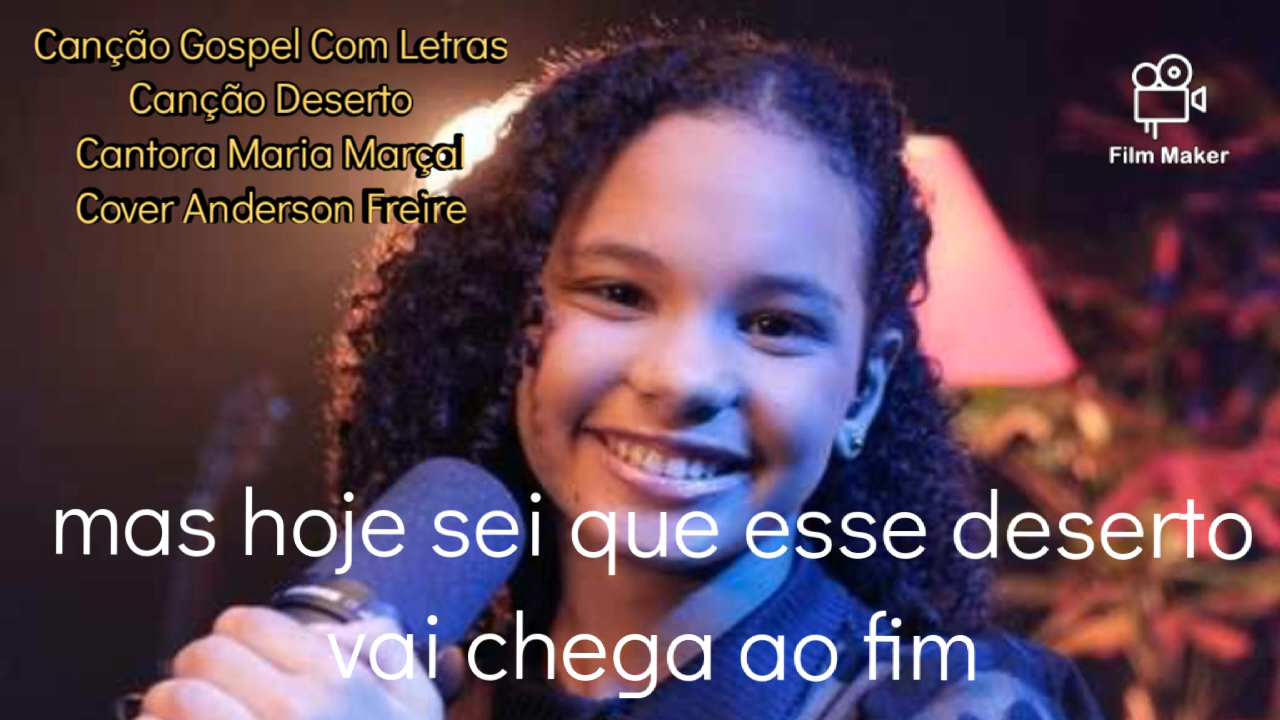 Canção Gospel Com Letras
Canção Deserto
Cantora Maria Marçal
Cover Anderson Freire
Film Maker
mas hoje sei que esse deserto
vai chega ao fim